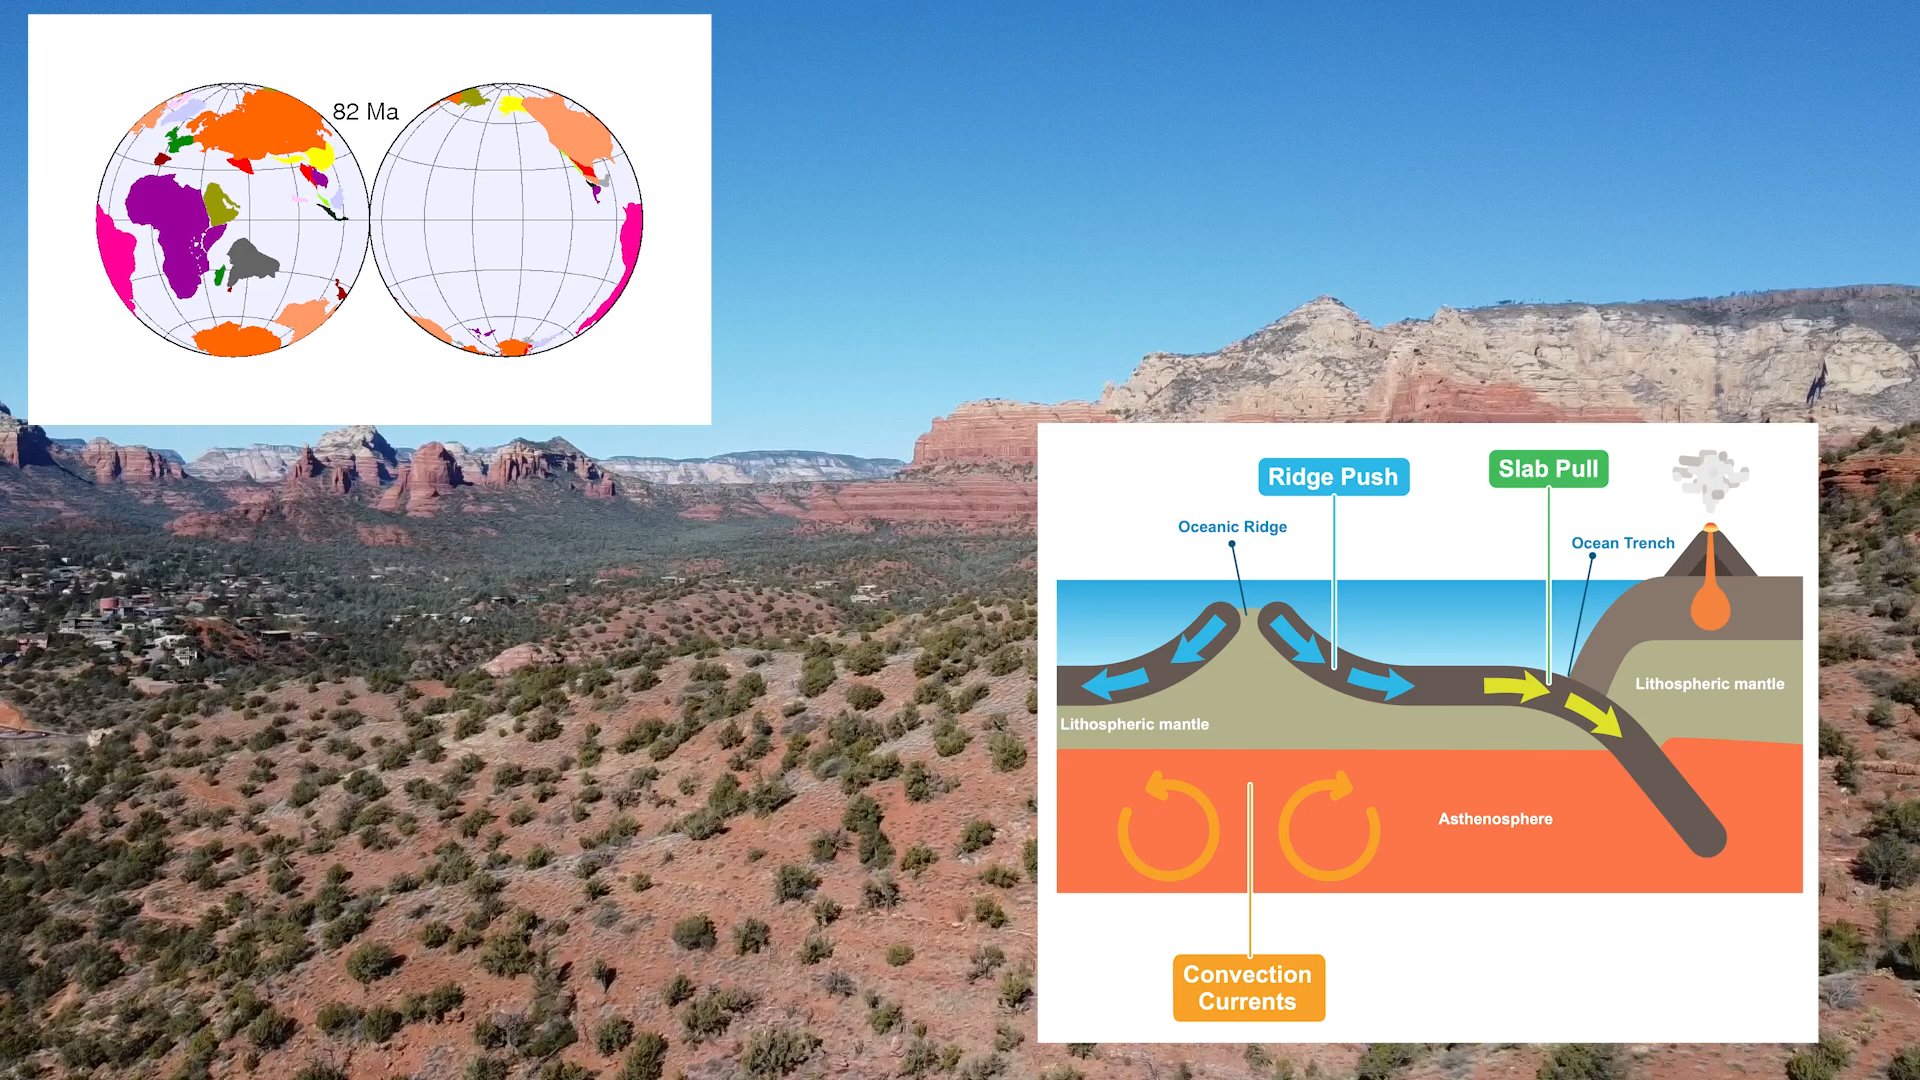 82 Ma
Ridge Push
Slab Pull
Oceanic Ridge
Ocean Trench
Lithospheric mantle
Lithospheric mantle
Asthenosphere
Convection
Currents